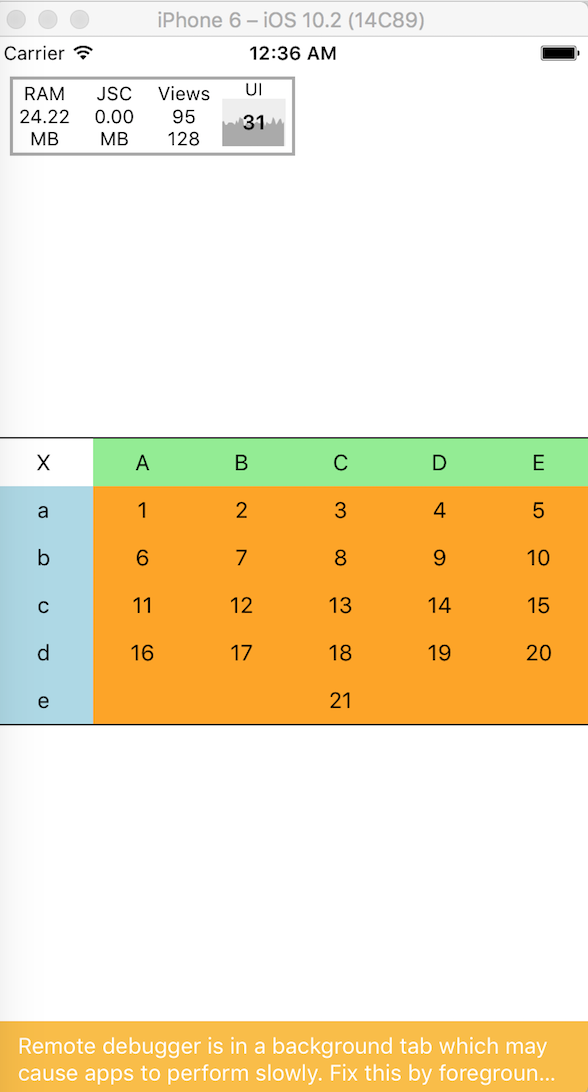 iPhone 6 – iOS 10.2 (14C89)
Carrier 12:36 AM
RAM JSC Views UI
24.22 0.00 95 31
MB MB 128
X A B C D E
a 1 2 3 4 5
b 6 7 8 9 10
c 11 12 13 14 15
d 16 17 18 19 20
e 21
Remote debugger is in a background tab which may
cause apps to perform slowly. Fix this by foregroun...